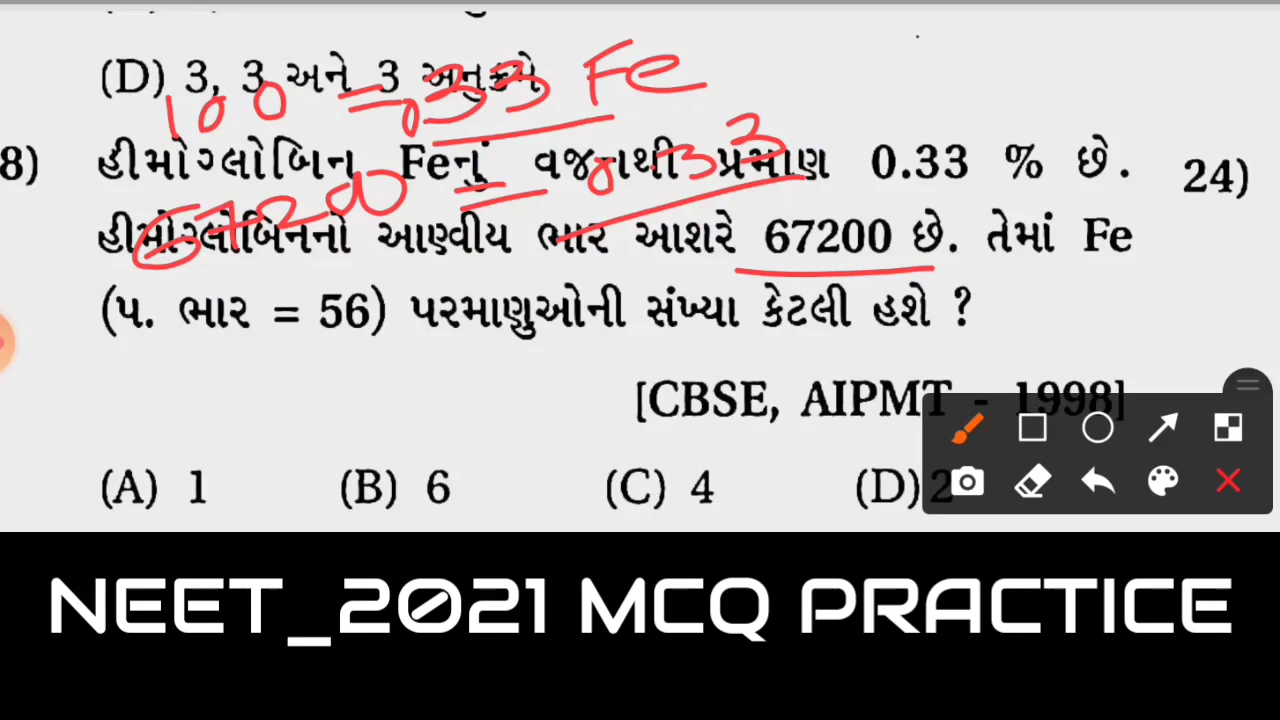 (D) 3, 3 અને 3 અનુક્રમે
100 = 0.33 Fe
8) હીમોગ્લોબિન Feનું વજનથી પ્રમાણ 0.33 % છે. 24)
67200 = 0.33
હીમોગ્લોબિનનો આણ્વીય ભાર આશરે 67200 છે. તેમાં Fe
(પ. ભાર = 56) પરમાણુઓની સંખ્યા કેટલી હશે ?
[CBSE, AIPMT - 1998]
(A) 1 (B) 6 (C) 4 (D) 2
NEET_2021 MCQ PRACTICE